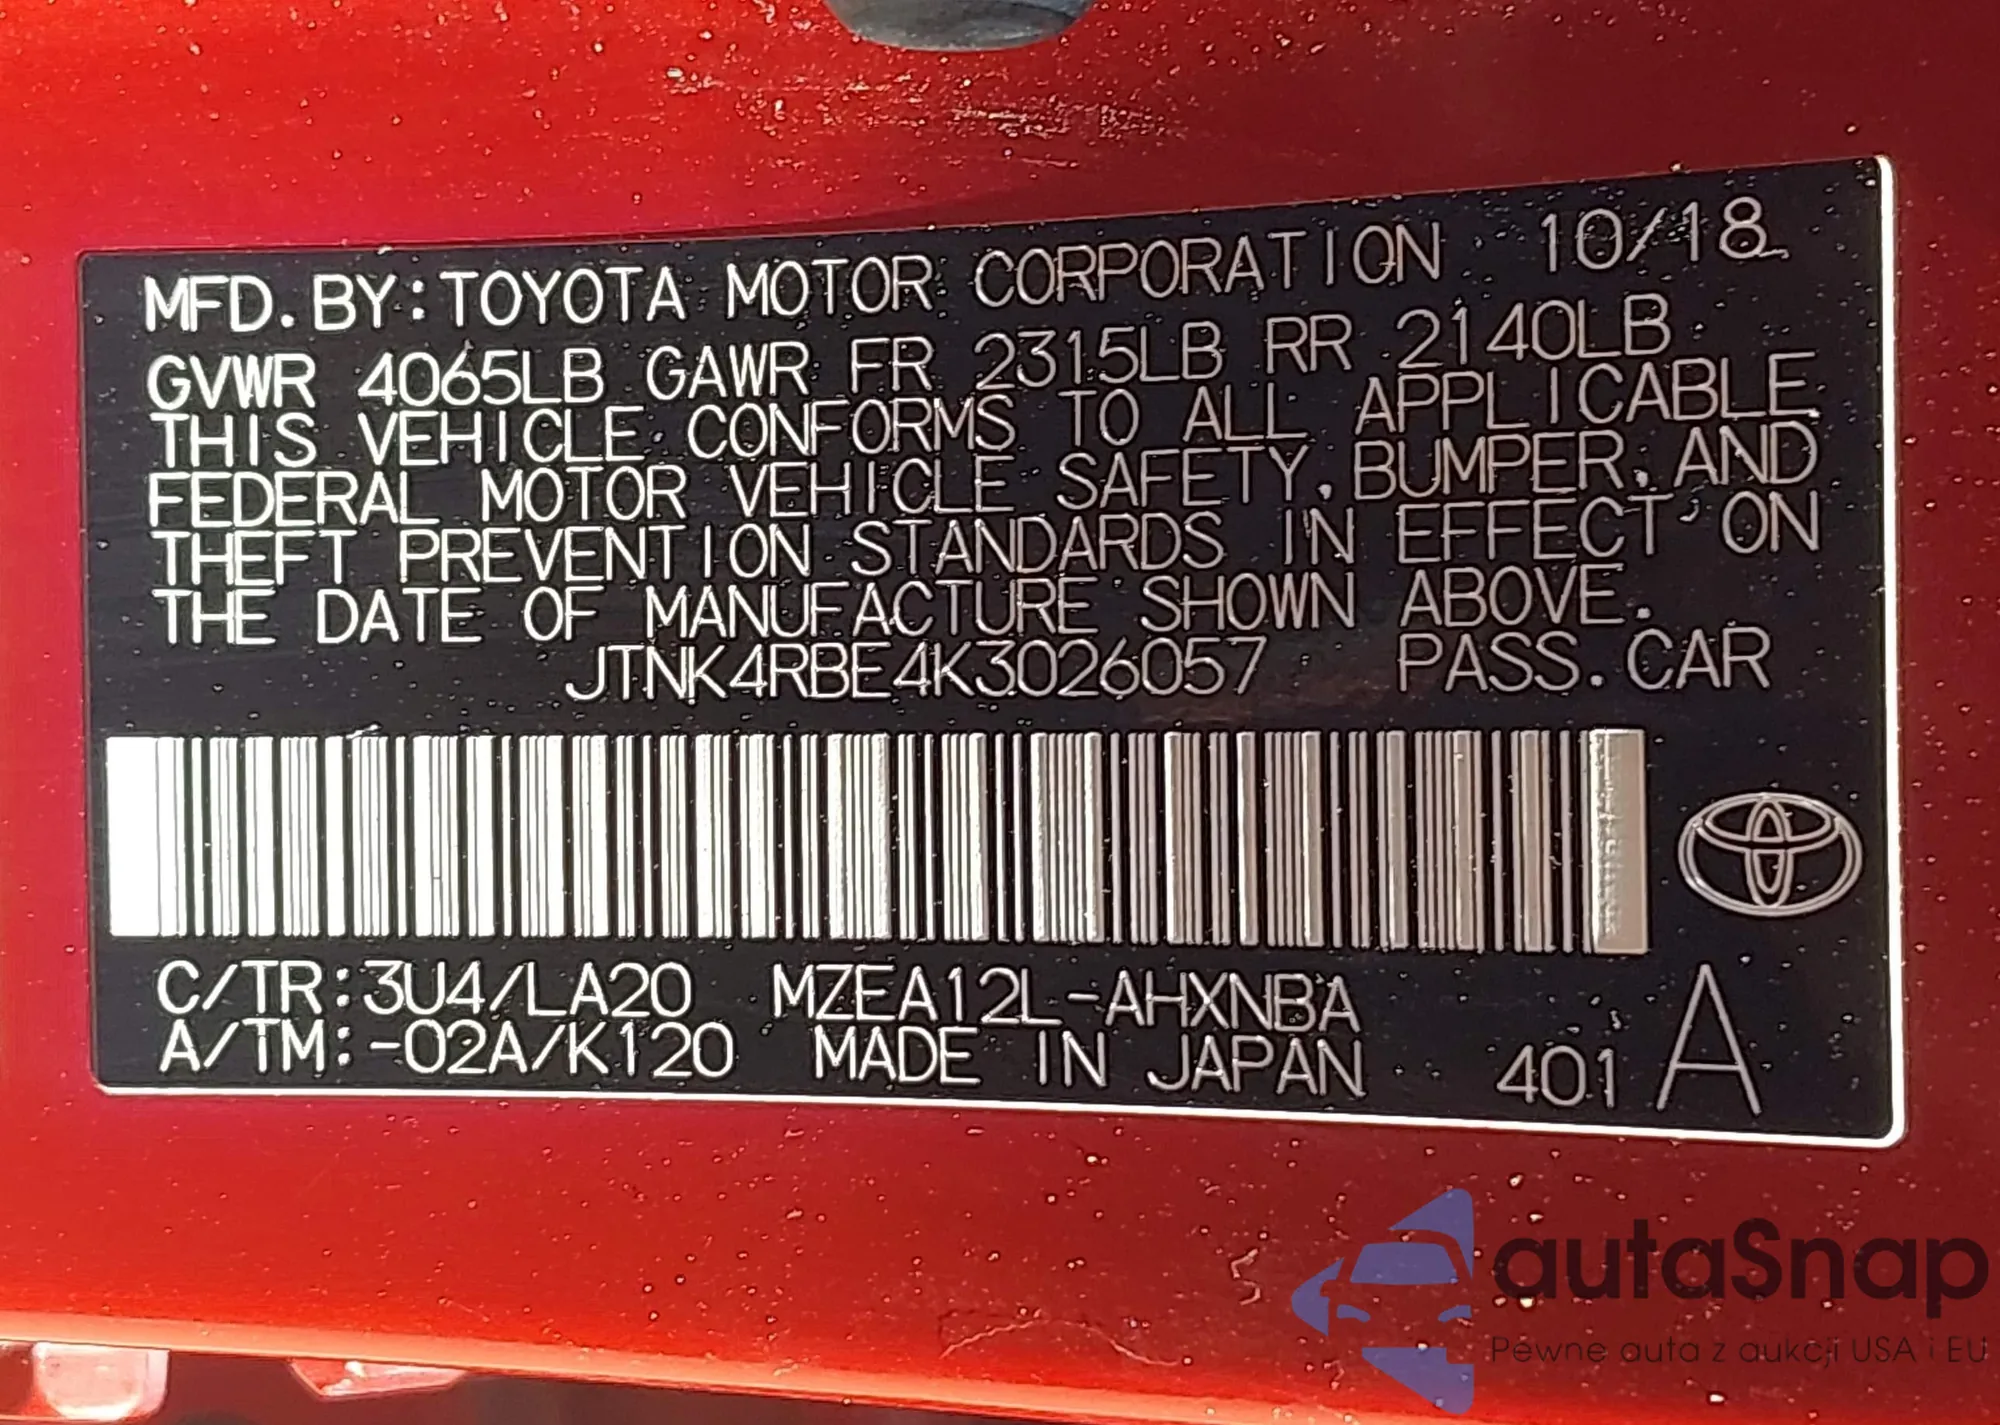 MFD. BY: TOYOTA MOTOR CORPORATION 10/18
GVWR 4065LB GAWR FR 2315LB RR 2140LB
THIS VEHICLE CONFORMS TO ALL APPLICABLE
FEDERAL MOTOR VEHICLE SAFETY, BUMPER, AND
THEFT PREVENTION STANDARDS IN EFFECT ON
THE DATE OF MANUFACTURE SHOWN ABOVE.
JTNK4RBE4K3026057 PASS. CAR
C/TR: 3U4/LA20 MZEA12L-AHXNBA
A/TM: -02A/K120 MADE IN JAPAN 401 A
autaSnap
Pewne auta z aukcji USA i EU